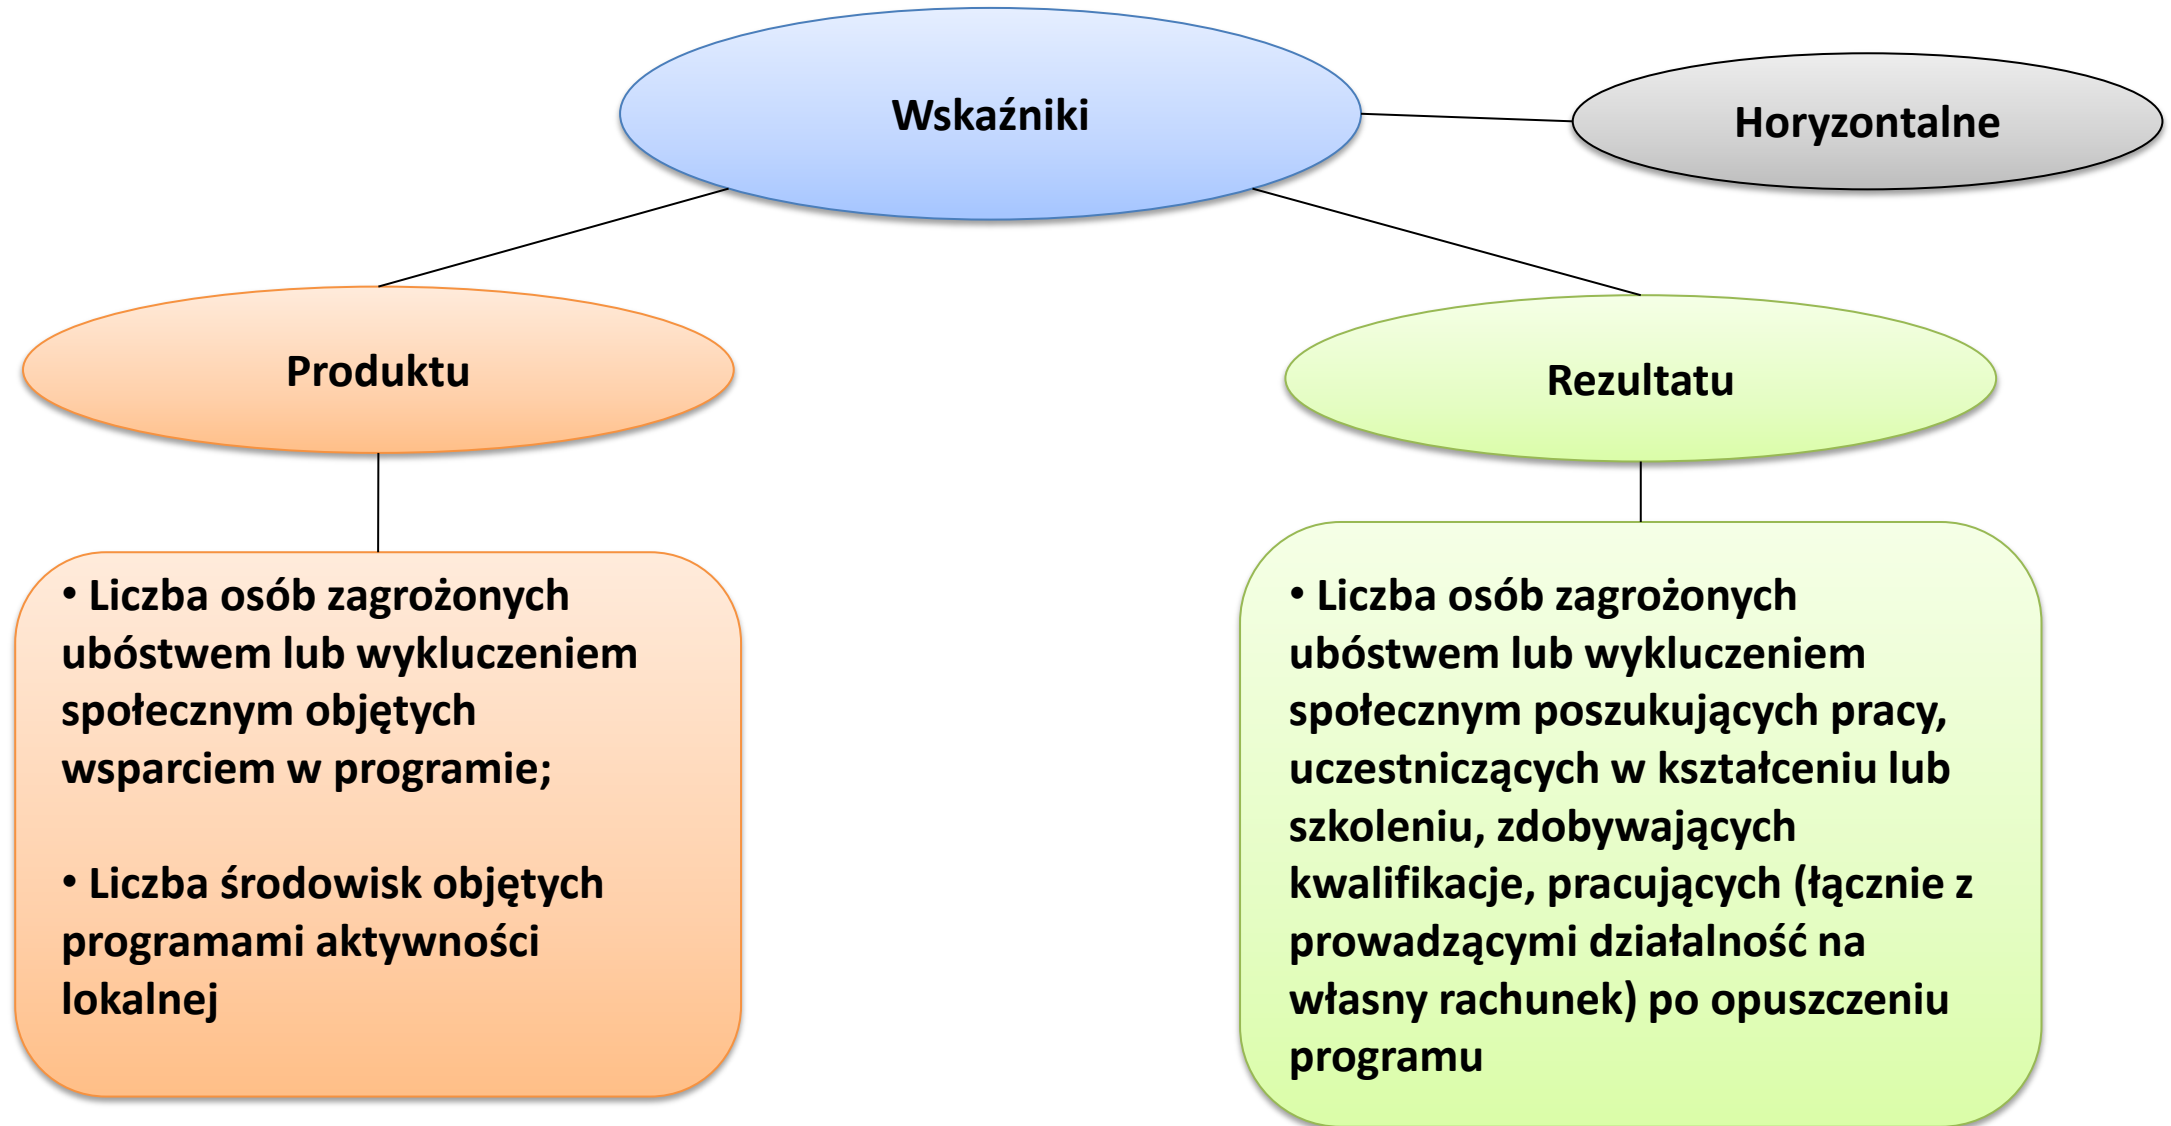 Wskaźniki
Horyzontalne
Produktu
Rezultatu
• Liczba osób zagrożonych
ubóstwem lub wykluczeniem
społecznym objętych
wsparciem w programie;
• Liczba środowisk objętych
programami aktywności
lokalnej
• Liczba osób zagrożonych
ubóstwem lub wykluczeniem
społecznym poszukujących pracy,
uczestniczących w kształceniu lub
szkoleniu, zdobywających
kwalifikacje, pracujących (łącznie z
prowadzącymi działalność na
własny rachunek) po opuszczeniu
programu